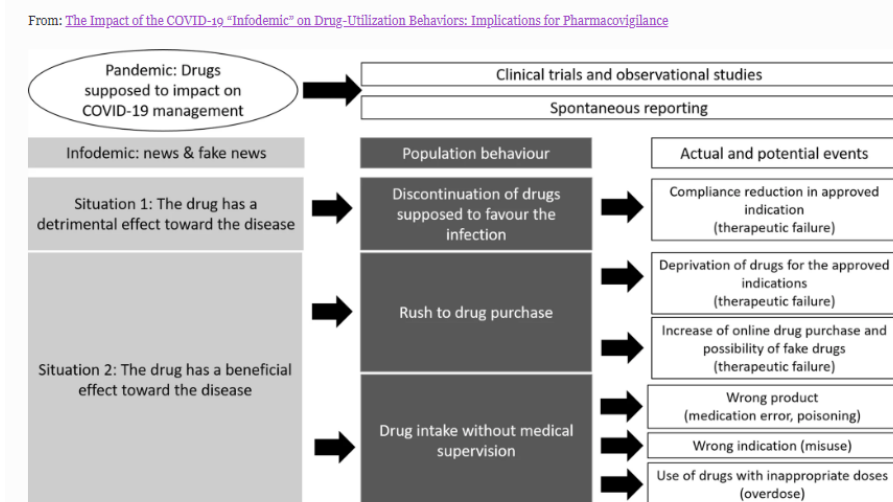 From: The Impact of the COVID-19 “Infodemic” on Drug-Utilization Behaviors: Implications for Pharmacovigilance
Pandemic: Drugs
supposed to impact on
COVID-19 management
Clinical trials and observational studies
Spontaneous reporting
Infodemic: news & fake news
Population behaviour
Actual and potential events
Situation 1: The drug has a
detrimental effect toward the disease
Discontinuation of drugs
supposed to favour the
infection
Compliance reduction in approved
indication
(therapeutic failure)
Situation 2: The drug has a beneficial
effect toward the disease
Rush to drug purchase
Deprivation of drugs for the approved
indications
(therapeutic failure)
Increase of online drug purchase and
possibility of fake drugs
(therapeutic failure)
Drug intake without medical
supervision
Wrong product
(medication error, poisoning)
Wrong indication (misuse)
Use of drugs with inappropriate doses
(overdose)